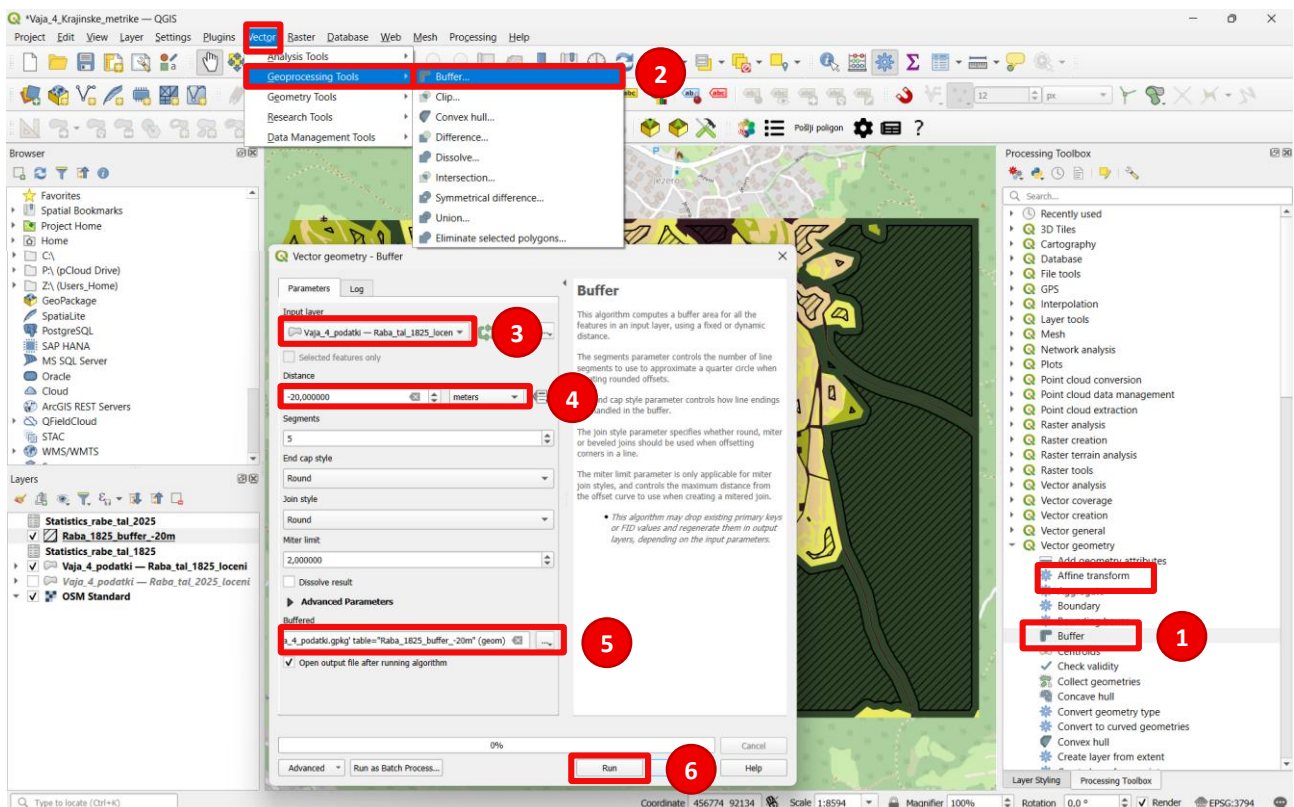 *Vaja_4_Krajinske_metrike — QGIS
Project Edit View Layer Settings Plugins Vector Raster Database Web Mesh Processing Help
Analysis Tools
Geoprocessing Tools
Geometry Tools
Research Tools
Data Management Tools
Buffer...
Clip...
Convex hull...
Difference...
Dissolve...
Intersection...
Symmetrical difference...
Union...
Eliminate selected polygons...
2
12 px
Pošlji poligon
Browser
Favorites
Spatial Bookmarks
Project Home
Home
C:\
P:\ (pCloud Drive)
Z:\ (Users_Home)
GeoPackage
SpatiaLite
PostgreSQL
SAP HANA
MS SQL Server
Oracle
Cloud
ArcGIS REST Servers
QFieldCloud
STAC
WMS/WMTS
Layers
Statistics_rabe_tal_2025
Raba_1825_buffer_-20m
Statistics_rabe_tal_1825
Vaja_4_podatki — Raba_tal_1825_loceni
Vaja_4_podatki — Raba_tal_2025_loceni
OSM Standard
Vector geometry - Buffer
Parameters Log
Input layer
Vaja_4_podatki — Raba_tal_1825_locen
3
Selected features only
Distance
-20,000000 meters
4
Segments
5
End cap style
Round
Join style
Round
Miter limit
2,000000
Dissolve result
Advanced Parameters
Buffered
a_4_podatki.gpkg' table="Raba_1825_buffer_-20m" (geom)
...
5
Open output file after running algorithm
0%
Cancel
Advanced Run as Batch Process...
Run
6
Help
Buffer
This algorithm computes a buffer area for all the
features in an input layer, using a fixed or dynamic
distance.
The segments parameter controls the number of line
segments to use to approximate a quarter circle when
rounded offsets.
cap style parameter controls how line endings
handled in the buffer.
The join style parameter specifies whether round, miter
or beveled joins should be used when offsetting
corners in a line.
The miter limit parameter is only applicable for miter
join styles, and controls the maximum distance from
the offset curve to use when creating a mitered join.
• This algorithm may drop existing primary keys
or FID values and regenerate them in output
layers, depending on the input parameters.
Processing Toolbox
Search...
Recently used
3D Tiles
Cartography
Database
File tools
GPS
Interpolation
Layer tools
Mesh
Network analysis
Plots
Point cloud conversion
Point cloud data management
Point cloud extraction
Raster analysis
Raster creation
Raster terrain analysis
Raster tools
Vector analysis
Vector coverage
Vector creation
Vector general
Vector geometry
Add geometry attributes
Affine transform
Aggregate
Boundary
Buffer
1
Centroids
Check validity
Collect geometries
Concave hull
Convert geometry type
Convert to curved geometries
Convex hull
Create layer from extent
Layer Styling Processing Toolbox
Type to locate (Ctrl+K)
Coordinate 456774 92134 Scale 1:8594 Magnifier 100% Rotation 0,0 ° Render EPSG:3794